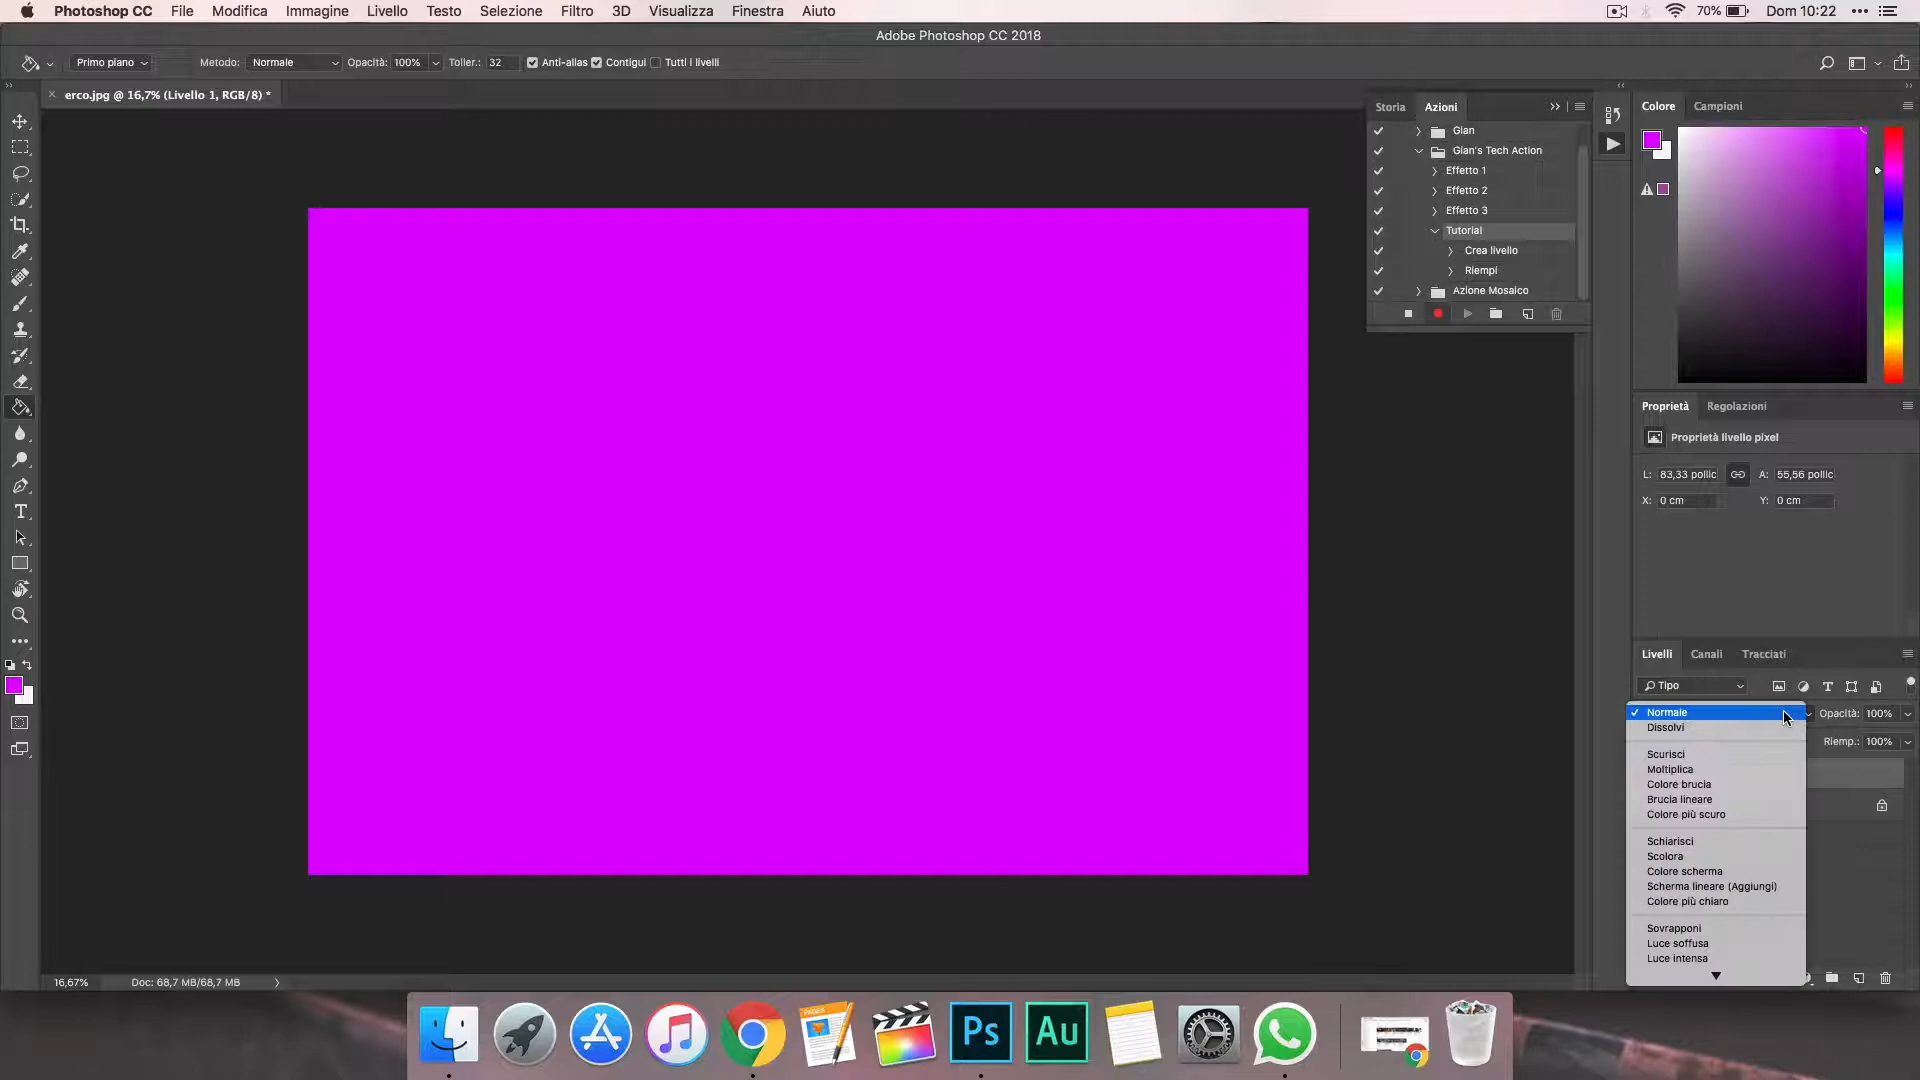 Photoshop CC File Modifica Immagine Livello Testo Selezione Filtro 3D Visualizza Finestra Aiuto 70% Dom 10:22
Adobe Photoshop CC 2018
Primo piano Metodo: Normale Opacità: 100% Toller.: 32 Anti-alias Contigui Tutti i livelli
erco.jpg @ 16,7% (Livello 1, RGB/8) *
Storia Azioni
Gian
Gian's Tech Action
Effetto 1
Effetto 2
Effetto 3
Tutorial
Crea livello
Riempi
Azione Mosaico
Colore Campioni
Proprietà Regolazioni
Proprietà livello pixel
L: 83,33 pollic A: 55,56 pollic
X: 0 cm Y: 0 cm
Livelli Canali Tracciati
Tipo
Normale Opacità: 100%
Dissolvi
Riemp.: 100%
Scurisci
Moltiplica
Colore brucia
Brucia lineare
Colore più scuro
Schiarisci
Scolora
Colore scherma
Scherma lineare (Aggiungi)
Colore più chiaro
Sovrapponi
Luce soffusa
Luce intensa
16,67% Doc: 68,7 MB/68,7 MB
PAGES
Ps Au